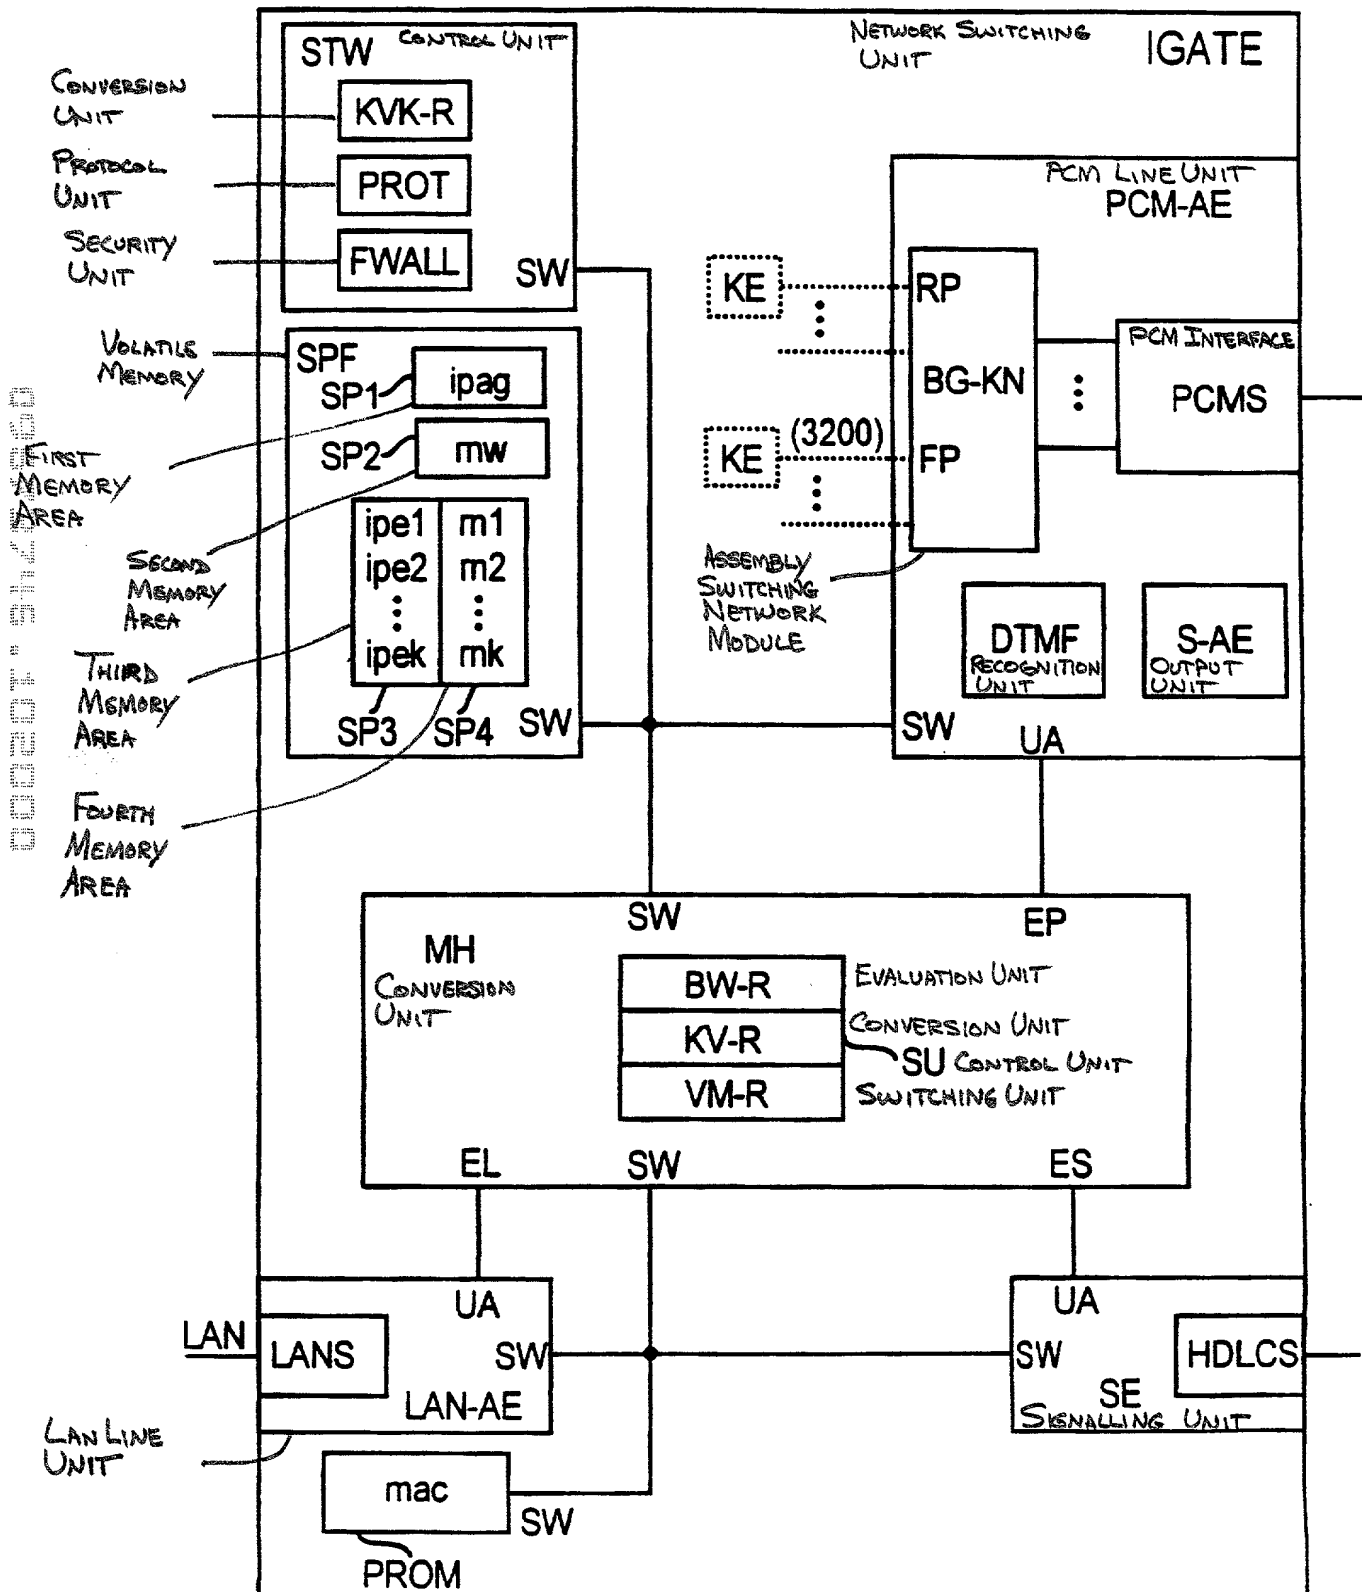 STW
CONTROL UNIT
NETWORK SWITCHING
UNIT
IGATE
CONVERSION
UNIT
KVK-R
PROTOCOL
UNIT
PROT
SECURITY
UNIT
FWALL
SW
PCM LINE UNIT
PCM-AE
KE
RP
BG-KN
PCM INTERFACE
PCMS
KE
(3200)
FP
ASSEMBLY
SWITCHING
NETWORK
MODULE
DTMF
RECOGNITION
UNIT
S-AE
OUTPUT
UNIT
SW
UA
VOLATILE
MEMORY
SPF
SP1
ipag
SP2
mw
FIRST
MEMORY
AREA
SECOND
MEMORY
AREA
ipe1 m1
ipe2 m2
ipek mk
THIRD
MEMORY
AREA
SP3 SP4
SW
FOURTH
MEMORY
AREA
SW
EP
MH
CONVERSION
UNIT
BW-R
EVALUATION UNIT
KV-R
CONVERSION UNIT
SU CONTROL UNIT
VM-R
SWITCHING UNIT
EL
SW
ES
UA
LAN
LANS
SW
LAN-AE
UA
SW
HDLCS
SE
SIGNALLING UNIT
LAN LINE
UNIT
mac
SW
PROM